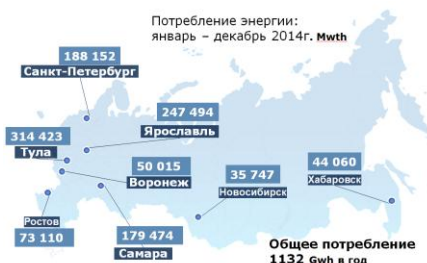 Потребление энергии:
январь – декабрь 2014г. Mwth
188 152
Санкт-Петербург
247 494
Ярославль
314 423
Тула
50 015
Воронеж
35 747
Новосибирск
44 060
Хабаровск
Ростов
73 110
179 474
Самара
Общее потребление
1132 Gwh в год